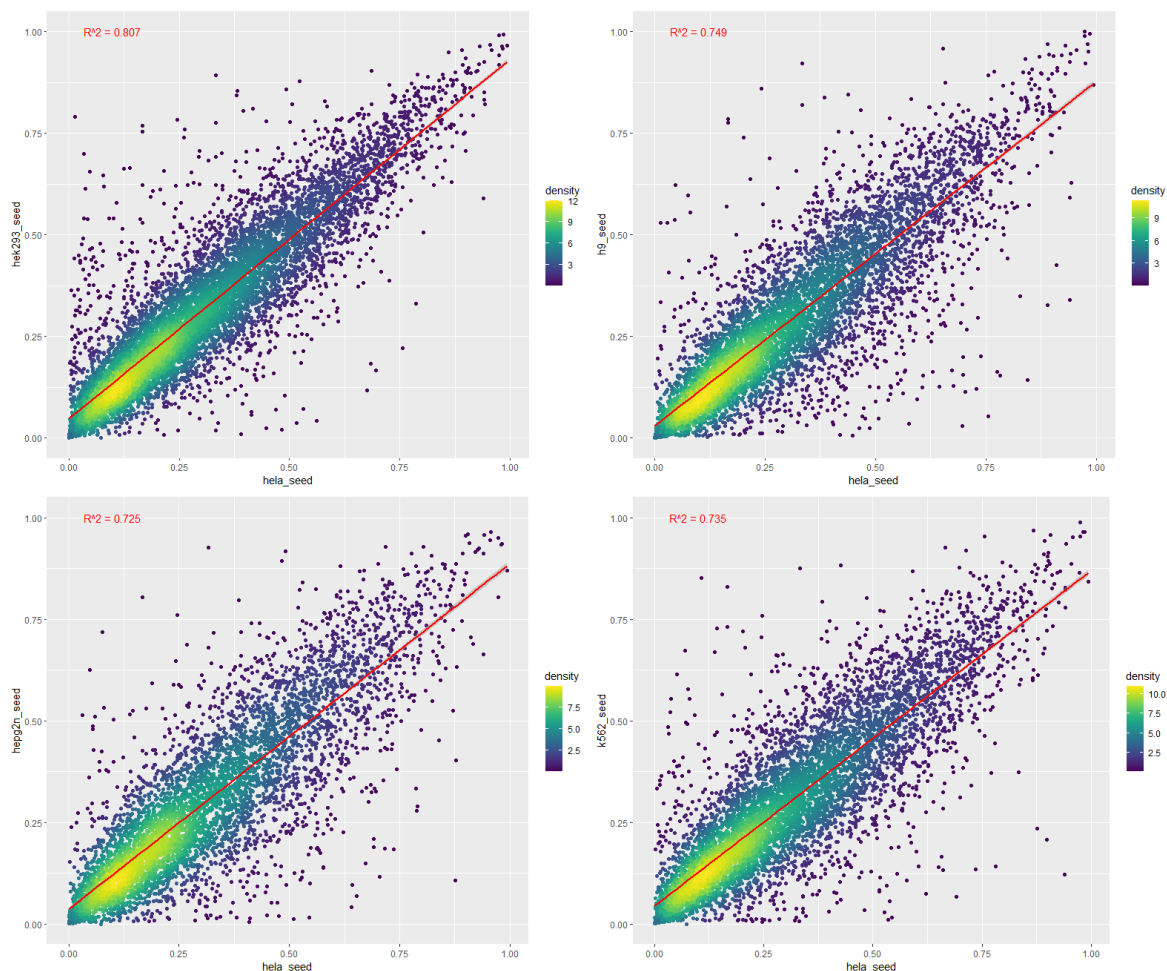 R^2 = 0.807
1.00
0.75
0.50
0.25
0.00
hek293_seed
0.00 0.25 0.50 0.75 1.00
hela_seed
density
12
9
6
3
R^2 = 0.749
1.00
0.75
0.50
0.25
0.00
h9_seed
0.00 0.25 0.50 0.75 1.00
hela_seed
density
9
6
3
R^2 = 0.725
1.00
0.75
0.50
0.25
0.00
hepg2n_seed
0.00 0.25 0.50 0.75 1.00
hela_seed
density
7.5
5.0
2.5
R^2 = 0.735
1.00
0.75
0.50
0.25
0.00
k562_seed
0.00 0.25 0.50 0.75 1.00
hela_seed
density
10.0
7.5
5.0
2.5